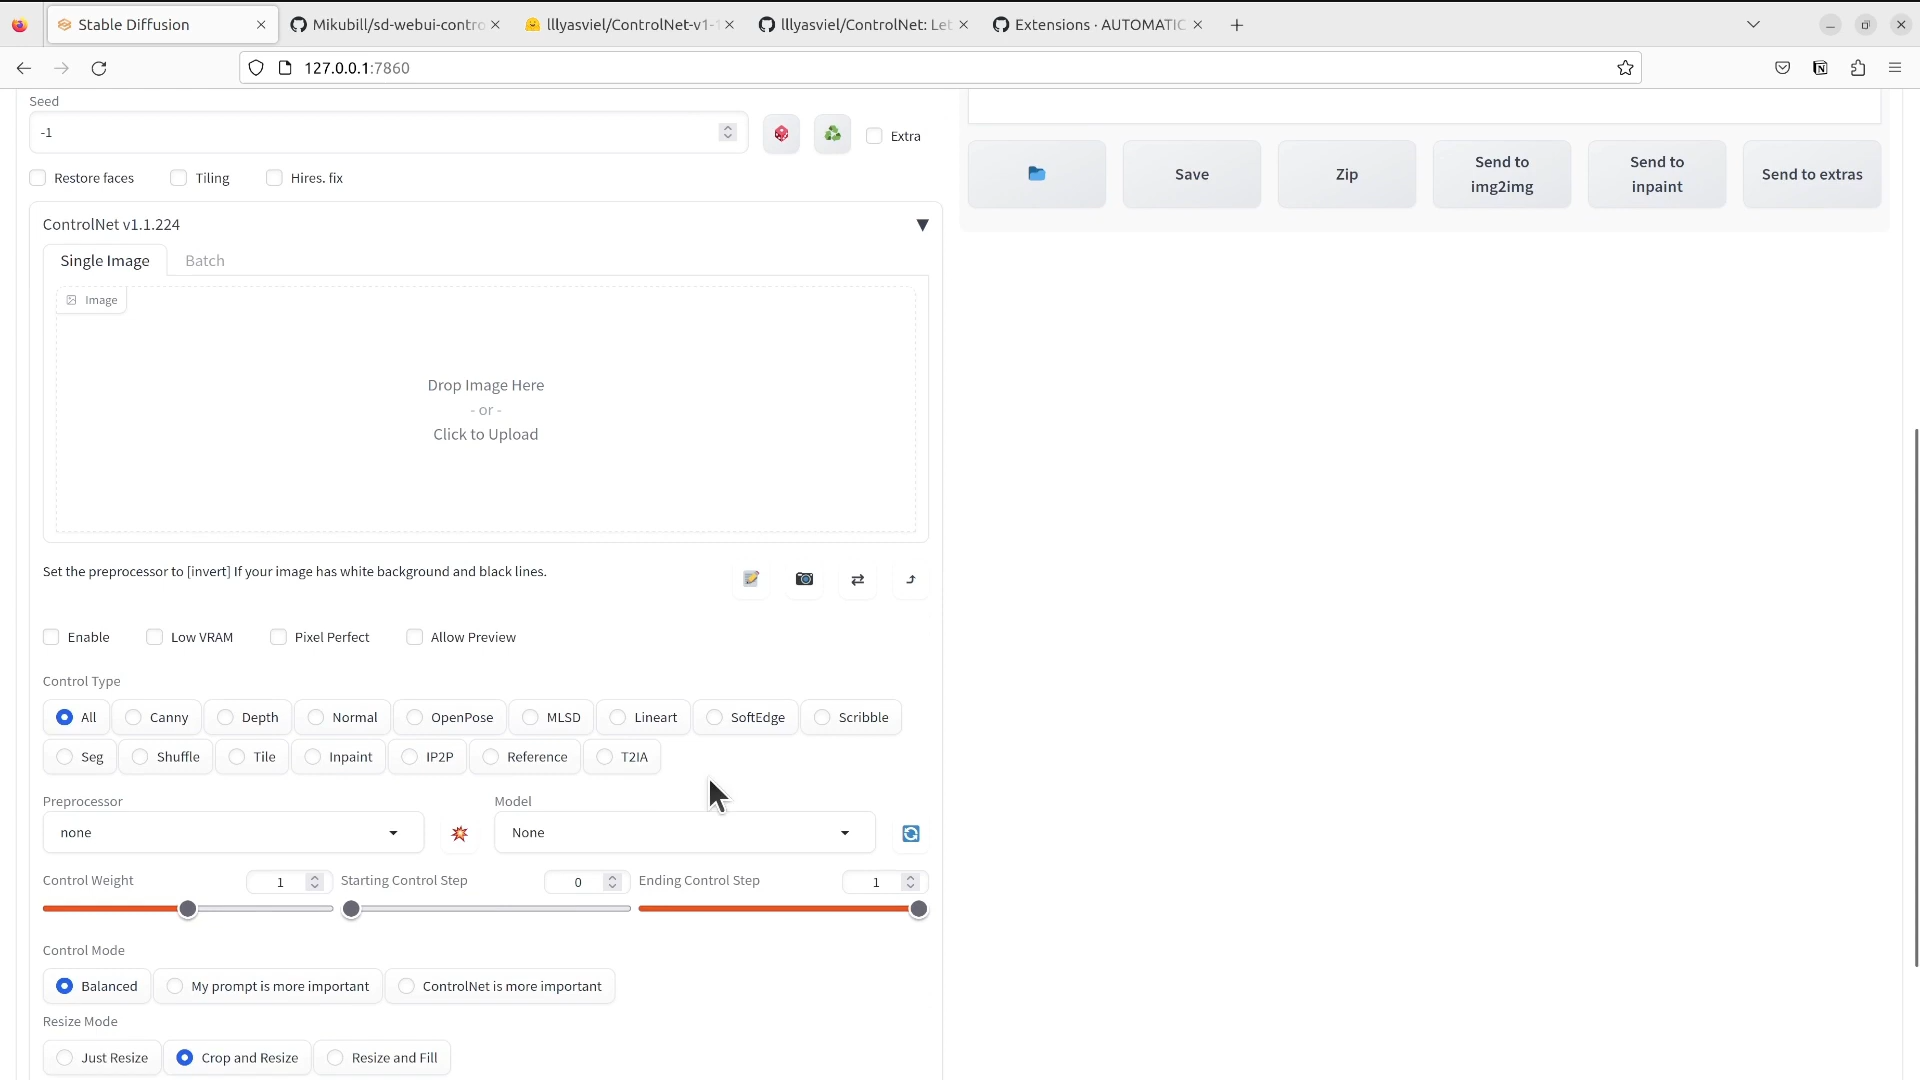 Stable Diffusion
Mikubill/sd-webui-contro
lllyasviel/ControlNet-v1-1
lllyasviel/ControlNet: Let
Extensions · AUTOMATIC
127.0.0.1:7860
Seed
-1
Extra
Restore faces
Tiling
Hires. fix
Save
Zip
Send to
img2img
Send to
inpaint
Send to extras
ControlNet v1.1.224
Single Image
Batch
Image
Drop Image Here
- or -
Click to Upload
Set the preprocessor to [invert] If your image has white background and black lines.
Enable
Low VRAM
Pixel Perfect
Allow Preview
Control Type
All
Canny
Depth
Normal
OpenPose
MLSD
Lineart
SoftEdge
Scribble
Seg
Shuffle
Tile
Inpaint
IP2P
Reference
T2IA
Preprocessor
none
Model
None
Control Weight
1
Starting Control Step
0
Ending Control Step
1
Control Mode
Balanced
My prompt is more important
ControlNet is more important
Resize Mode
Just Resize
Crop and Resize
Resize and Fill